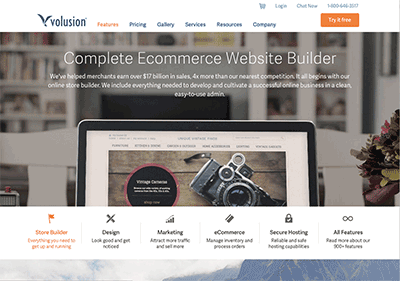 Login Chat Now 1-800-646-3517
volusion
Features Pricing Gallery Services Resources Company
Try it free
Complete Ecommerce Website Builder
We've helped merchants earn over $17 billion in sales, 4x more than our nearest competition. It all begins with our
online store builder. We include everything needed to develop and cultivate a successful online business in a clean,
easy-to-use admin.
FURNITURE
Vintage Cameras
Store Builder
Everything you need to
get up and running
Design
Look good and get
noticed
Marketing
Attract more traffic
and sell more
eCommerce
Manage inventory and
process orders
Secure Hosting
Reliable and safe
hosting capabilities
All Features
Read more about our
900+ features